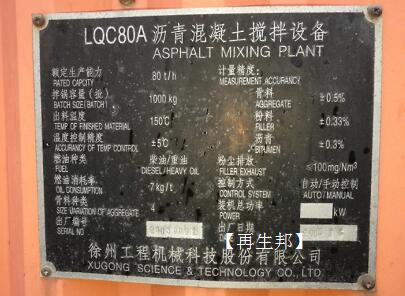 LQC80A 沥青混凝土搅拌设备
ASPHALT MIXING PLANT
额定生产能力 80 t/h
RATED CAPCITY
拌锅容量（批） 1000 kg
BATCH SIZE(BATCH)
出料温度 150℃
TEMP OF FINISHED MATERIAL
温度控制精度 ±5℃
ACCURANCY OF TEMP CONTROL
燃油种类 柴油/重油
FUEL DIESEL/HEAVY OIL
燃油消耗率 7 kg/t
OIL CONSUMPTION
骨料种类 4
SIZE VARIATION OF AGGREGATE
出厂编号
SERIAL NO
计量精度:
MEASUREMENT ACCURANCY
骨料 ±0.5%
AGGREGATE
粉料 ±0.33%
FILLER
沥青 ±0.3%
BITUMEN
粉尘排放 ≤100mg/Nm³
FILLER EXHAUST
控制方式 自动/手动控制
CONTROL SYSTEM AUTO/MANUAL
装机总功率 kW
出厂日期
【再生邦】
徐州工程机械科技股份有限公司
XUGONG SCIENCE & TECHNOLOGY CO., LTD